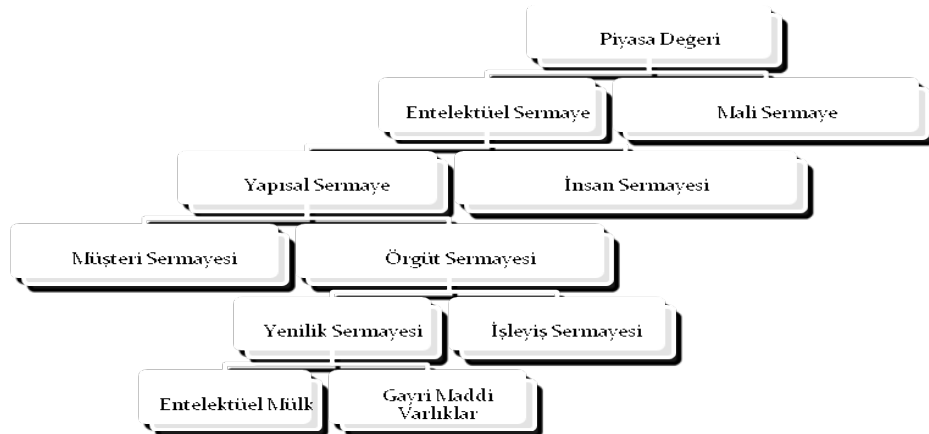 Piyasa Değeri
Entelektüel Sermaye
Mali Sermaye
Yapısal Sermaye
İnsan Sermayesi
Müşteri Sermayesi
Örgüt Sermayesi
Yenilik Sermayesi
İşleyiş Sermayesi
Entelektüel Mülk
Gayri Maddi
Varlıklar